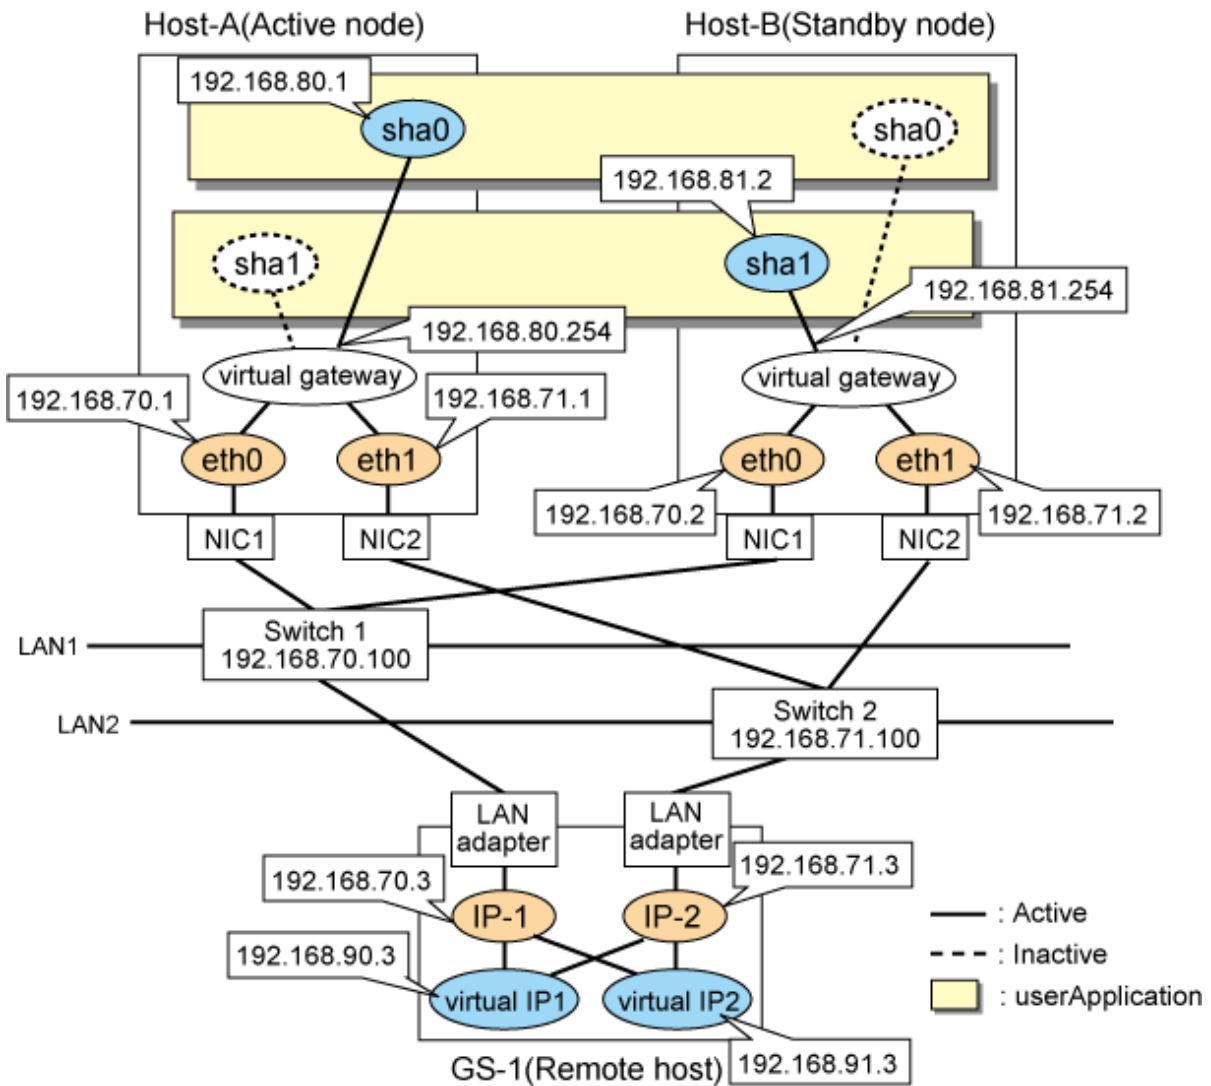 Host-A(Active node)
Host-B(Standby node)
192.168.80.1
sha0
sha0
192.168.81.2
sha1
sha1
192.168.81.254
192.168.80.254
virtual gateway
virtual gateway
192.168.70.1
192.168.71.1
eth0
eth1
eth0
eth1
192.168.70.2
192.168.71.2
NIC1
NIC2
NIC1
NIC2
LAN1
Switch 1
192.168.70.100
LAN2
Switch 2
192.168.71.100
LAN
adapter
LAN
adapter
192.168.70.3
192.168.71.3
IP-1
IP-2
192.168.90.3
virtual IP1
virtual IP2
192.168.91.3
GS-1(Remote host)
: Active
: Inactive
: userApplication